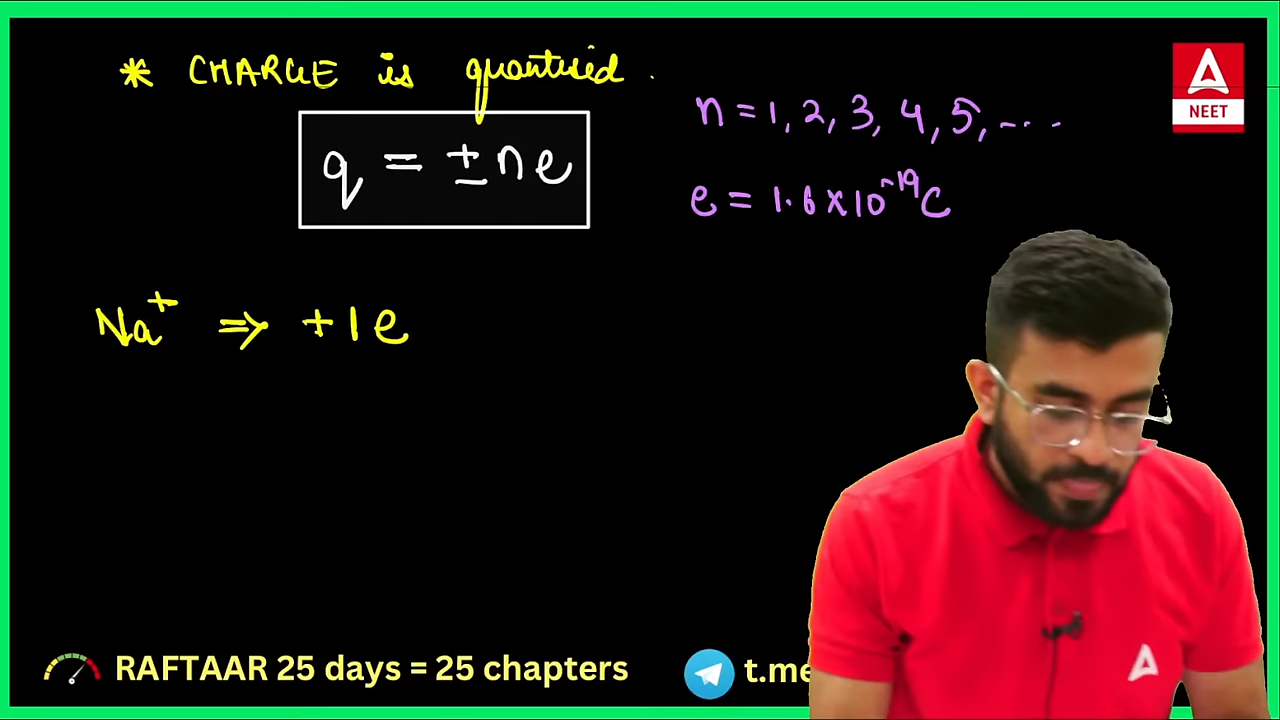 * CHARGE is quantised.
q = ±ne
n = 1, 2, 3, 4, 5, ....
e = 1.6 × 10⁻¹⁹ C
NEET
Na⁺ ⇒ +1e
RAFTAAR 25 days = 25 chapters
t.me